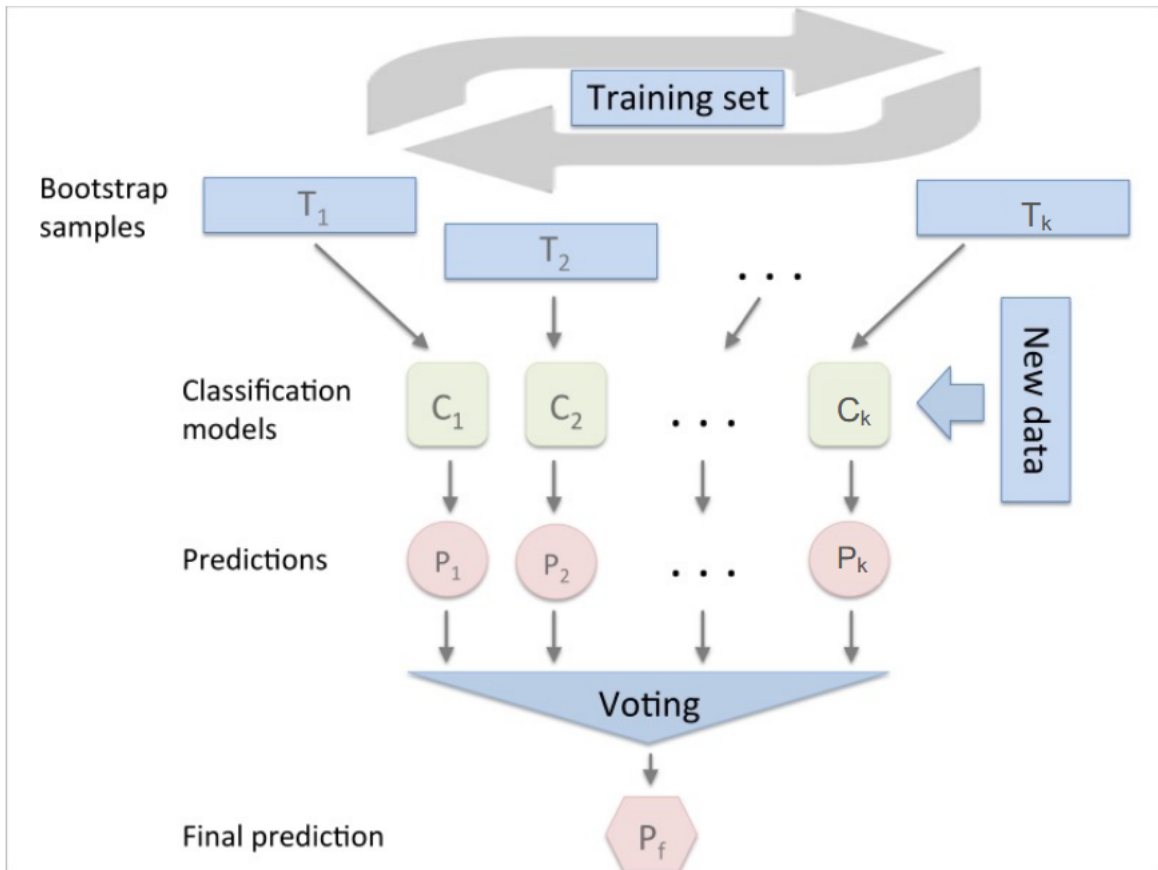 Training set
Bootstrap
samples
T₁
T₂
. . .
Tₖ
New data
Classification
models
C₁
C₂
. . .
Cₖ
Predictions
P₁
P₂
. . .
Pₖ
Voting
Final prediction
P_f